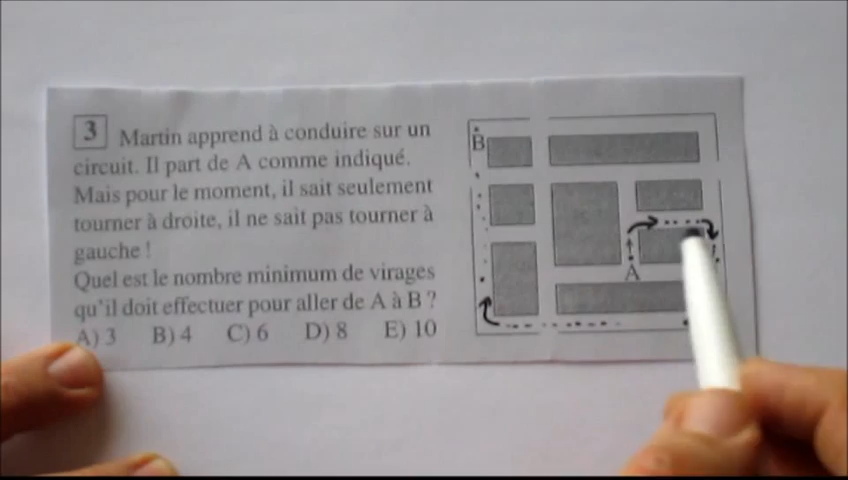 3 Martin apprend à conduire sur un
circuit. Il part de A comme indiqué.
Mais pour le moment, il sait seulement
tourner à droite, il ne sait pas tourner à
gauche !
Quel est le nombre minimum de virages
qu'il doit effectuer pour aller de A à B ?
A) 3 B) 4 C) 6 D) 8 E) 10
B
A